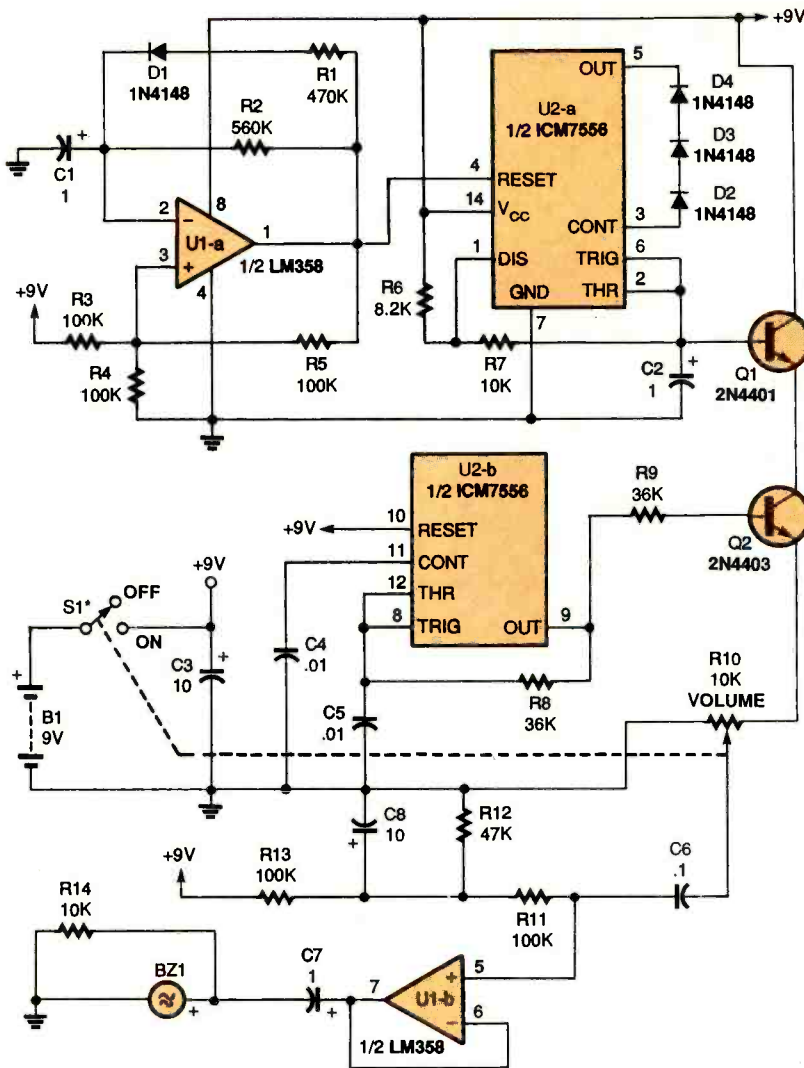 +9V
D1
1N4148
R1
470K
R2
560K
C1
1
+
2
-
3
+
8
4
1
U1-a
1/2 LM358
+9V
R3
100K
R4
100K
R5
100K
U2-a
1/2 ICM7556
OUT
5
4
RESET
14
VCC
CONT
3
1
DIS
TRIG
6
THR
2
GND
7
D4
1N4148
D3
1N4148
D2
1N4148
R6
8.2K
R7
10K
C2
1
+
Q1
2N4401
U2-b
1/2 ICM7556
+9V
10
RESET
11
CONT
12
THR
8
TRIG
OUT
9
R9
36K
Q2
2N4403
S1*
OFF
ON
+9V
C3
10
+
B1
9V
+
C4
.01
C5
.01
R8
36K
R10
10K
VOLUME
C8
10
+
R12
47K
+9V
R13
100K
R11
100K
C6
.1
R14
10K
BZ1
+
C7
1
+
7
5
+
6
-
U1-b
1/2 LM358